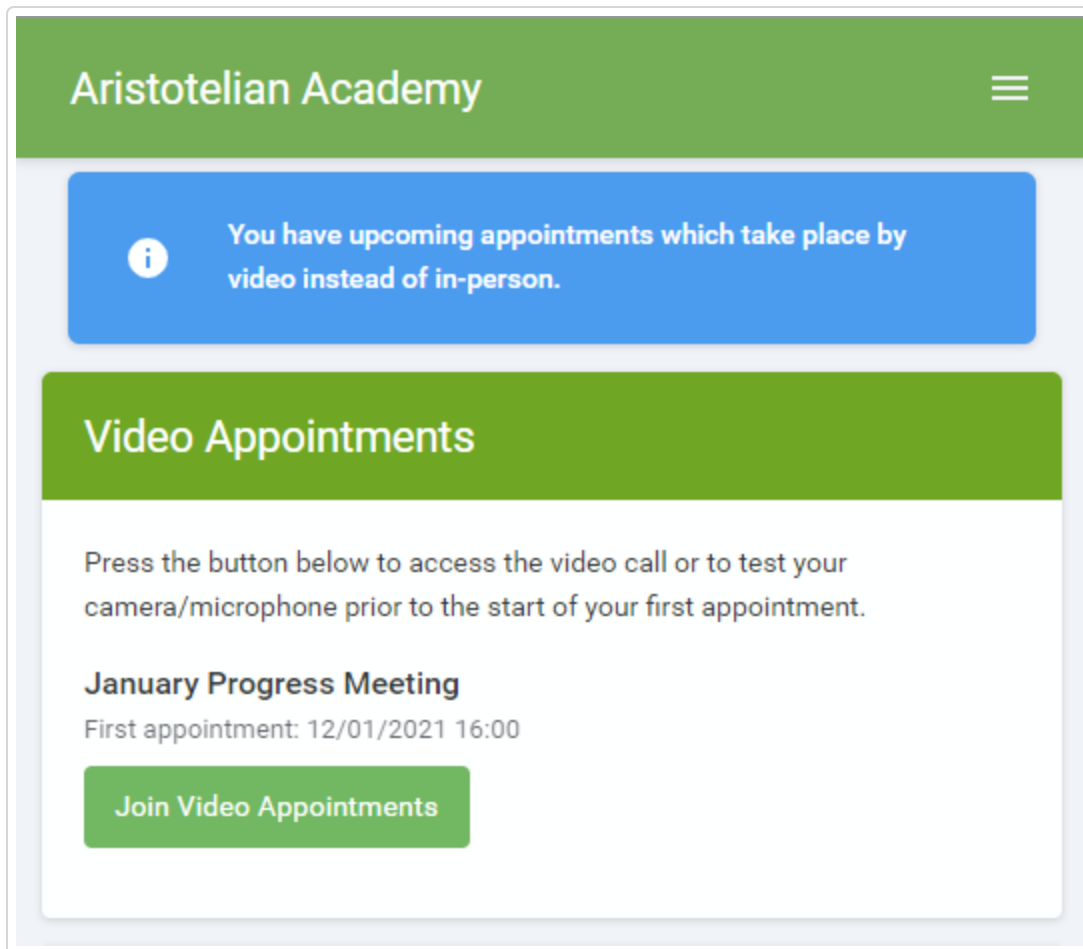 Aristotelian Academy
You have upcoming appointments which take place by
video instead of in-person.
Video Appointments
Press the button below to access the video call or to test your
camera/microphone prior to the start of your first appointment.
January Progress Meeting
First appointment: 12/01/2021 16:00
Join Video Appointments